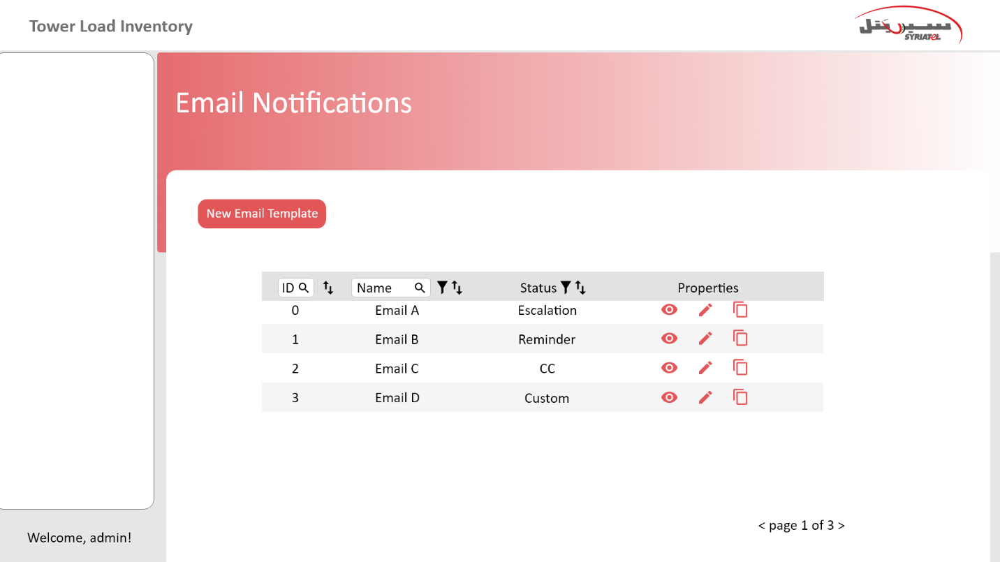 Tower Load Inventory
سيريتل
SYRIATEL
Email Notifications
New Email Template
ID Name Status Properties
0 Email A Escalation
1 Email B Reminder
2 Email C CC
3 Email D Custom
< page 1 of 3 >
Welcome, admin!